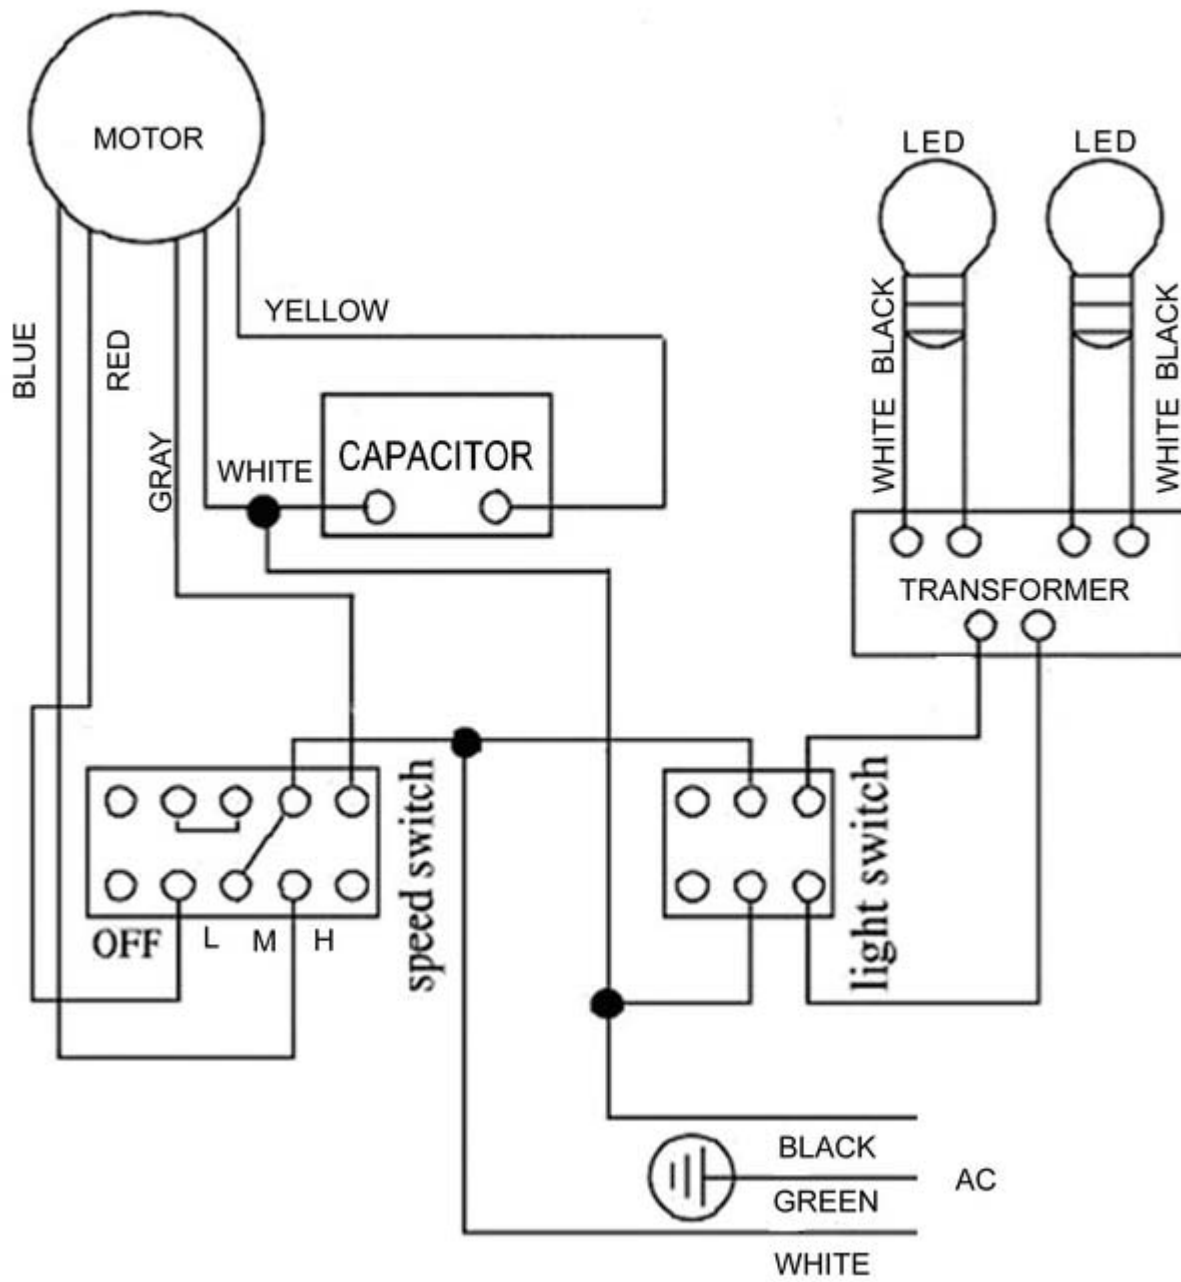 MOTOR
LED
LED
YELLOW
BLUE
RED
BLACK
BLACK
GRAY
WHITE
CAPACITOR
WHITE
WHITE
TRANSFORMER
speed switch
light switch
OFF
L
M
H
BLACK
AC
GREEN
WHITE